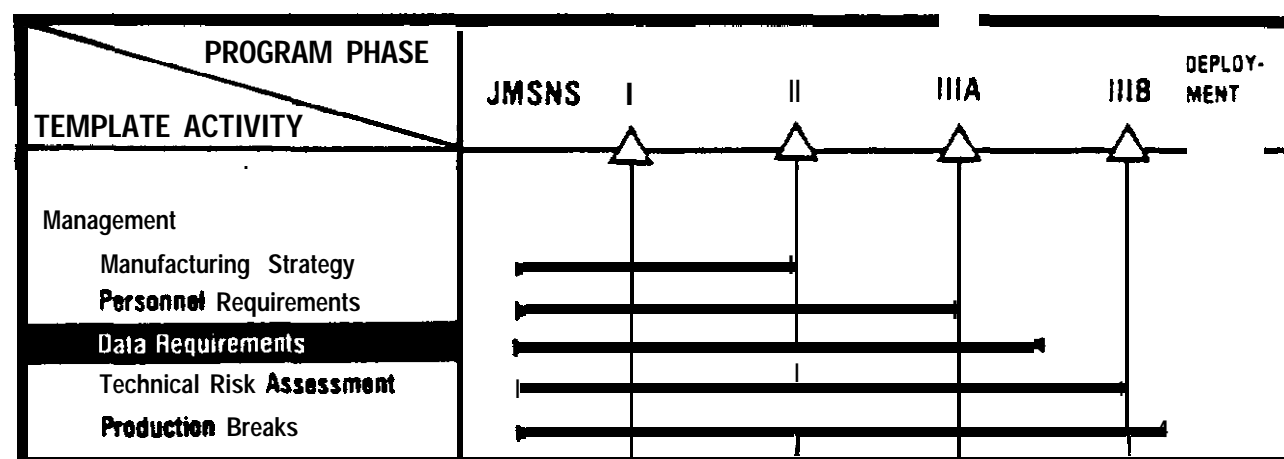 PROGRAM PHASE
TEMPLATE ACTIVITY
JMSNS I II IIIA IIIB DEPLOY-
MENT
Management
Manufacturing Strategy
Personnel Requirements
Data Requirements
Technical Risk Assessment
Production Breaks